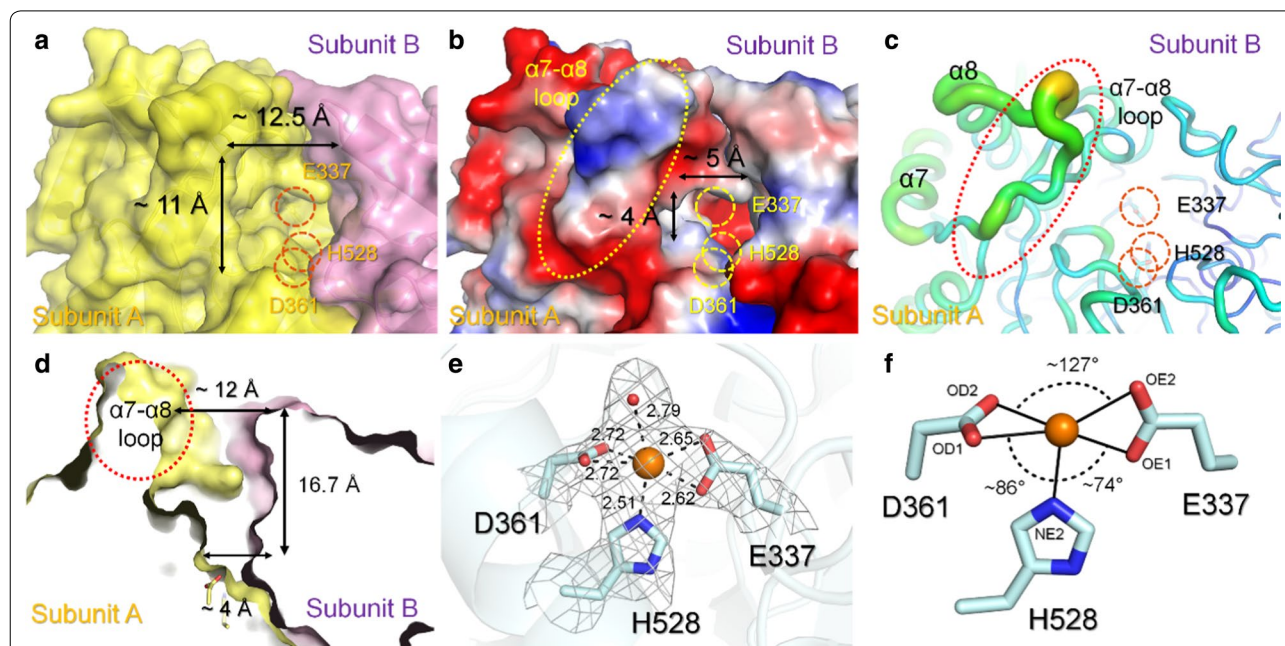 a
Subunit B
~ 12.5 Å
E337
~ 11 Å
H528
D361
Subunit A
b
Subunit B
α7-α8
loop
~ 5 Å
E337
~ 4 Å
H528
D361
Subunit A
c
Subunit B
α8
α7-α8
loop
α7
E337
H528
D361
Subunit A
d
α7-α8
loop
~ 12 Å
16.7 Å
Subunit A
~ 4 Å
Subunit B
e
2.79
2.72
2.65
2.72
2.62
2.51
D361
E337
H528
f
~127°
OD2
OE2
OD1
OE1
~86°
~74°
D361
E337
NE2
H528